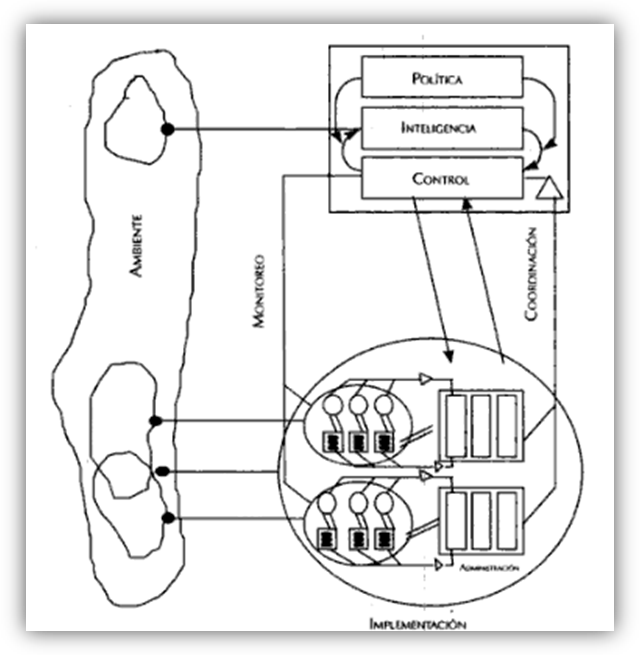 POLÍTICA
INTELIGENCIA
CONTROL
AMBIENTE
MONITOREO
COORDINACIÓN
ADMINISTRACIÓN
IMPLEMENTACIÓN